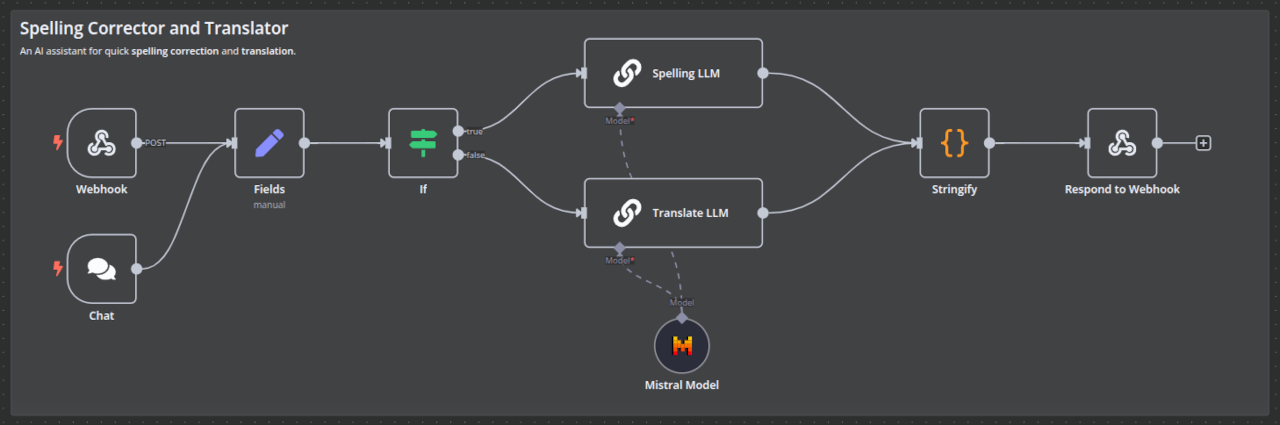 Spelling Corrector and Translator
An AI assistant for quick spelling correction and translation.
Webhook
POST
Chat
Fields
manual
If
true
false
Spelling LLM
Model*
Translate LLM
Model*
Model
Mistral Model
Stringify
Respond to Webhook